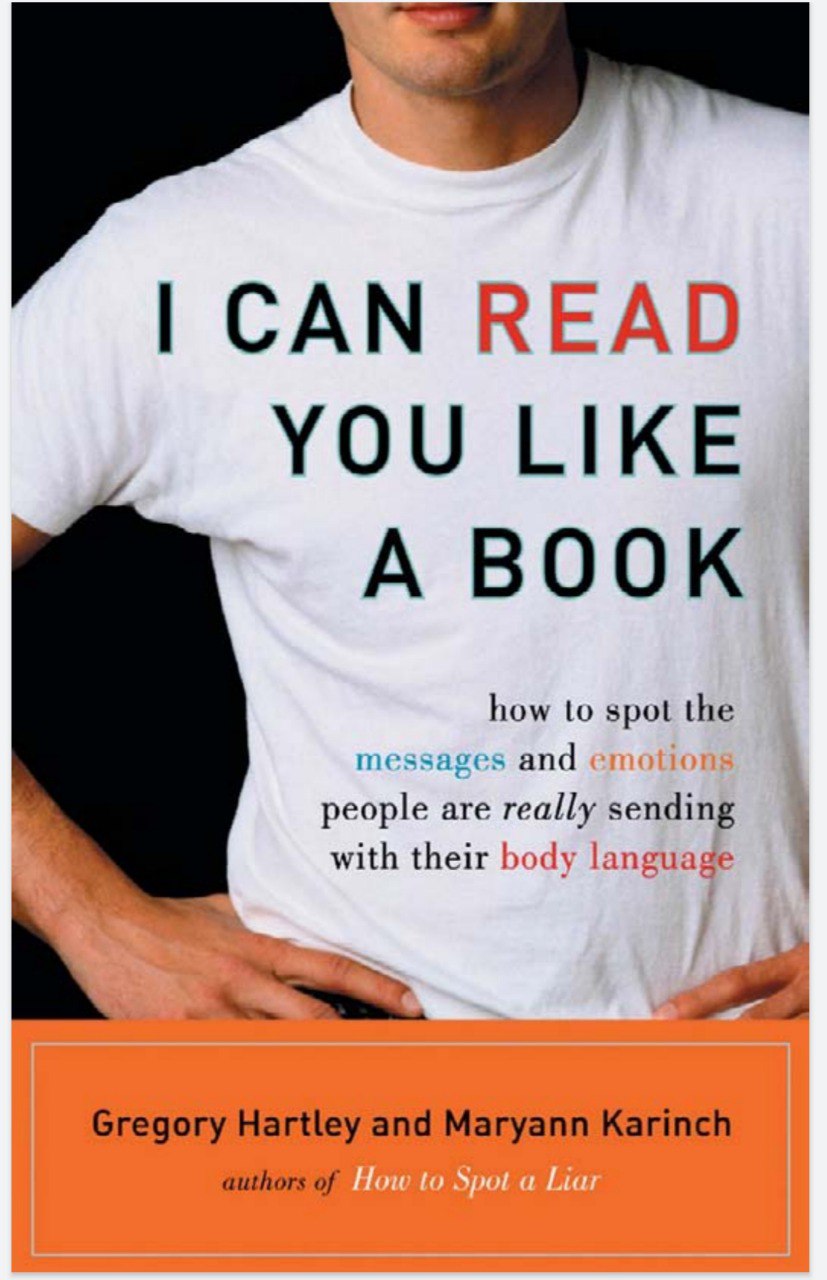 I CAN READ
YOU LIKE
A BOOK
how to spot the
messages and emotions
people are really sending
with their body language
Gregory Hartley and Maryann Karinch
authors of How to Spot a Liar